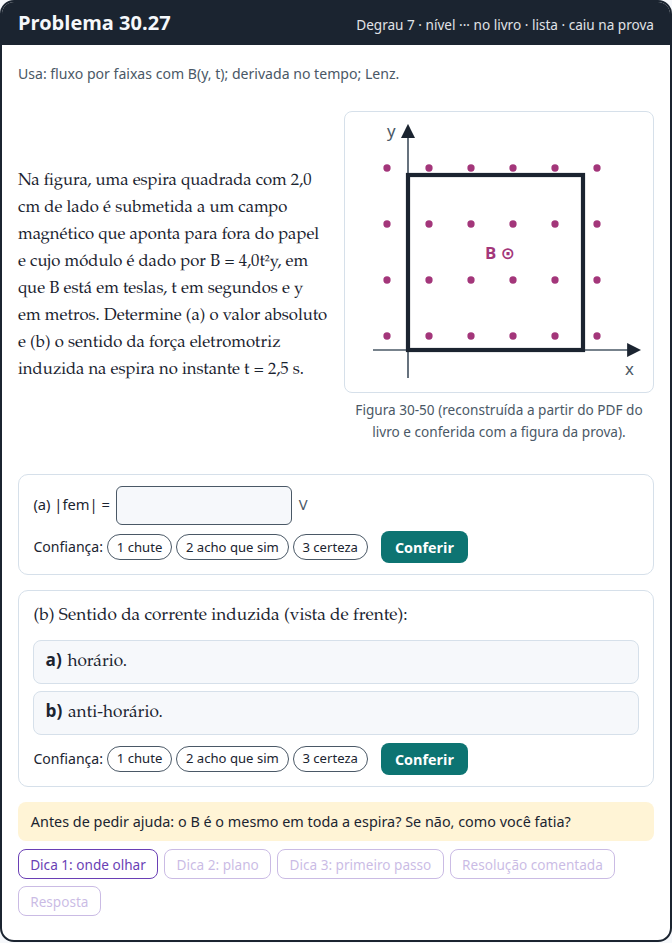 Problema 30.27
Degrau 7 · nível ··· no livro · lista · caiu na prova
Usa: fluxo por faixas com B(y, t); derivada no tempo; Lenz.
Na figura, uma espira quadrada com 2,0
cm de lado é submetida a um campo
magnético que aponta para fora do papel
e cujo módulo é dado por B = 4,0t²y, em
que B está em teslas, t em segundos e y
em metros. Determine (a) o valor absoluto
e (b) o sentido da força eletromotriz
induzida na espira no instante t = 2,5 s.
y
B ⊙
x
Figura 30-50 (reconstruída a partir do PDF do
livro e conferida com a figura da prova).
(a) |fem| =
V
Confiança: 1 chute 2 acho que sim 3 certeza Conferir
(b) Sentido da corrente induzida (vista de frente):
a) horário.
b) anti-horário.
Confiança: 1 chute 2 acho que sim 3 certeza Conferir
Antes de pedir ajuda: o B é o mesmo em toda a espira? Se não, como você fatia?
Dica 1: onde olhar Dica 2: plano Dica 3: primeiro passo Resolução comentada
Resposta